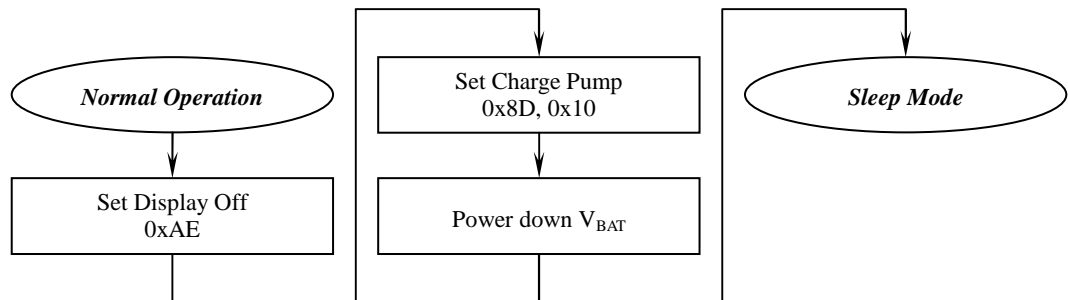 Normal Operation
Set Display Off
0xAE
Set Charge Pump
0x8D, 0x10
Power down VBAT
Sleep Mode